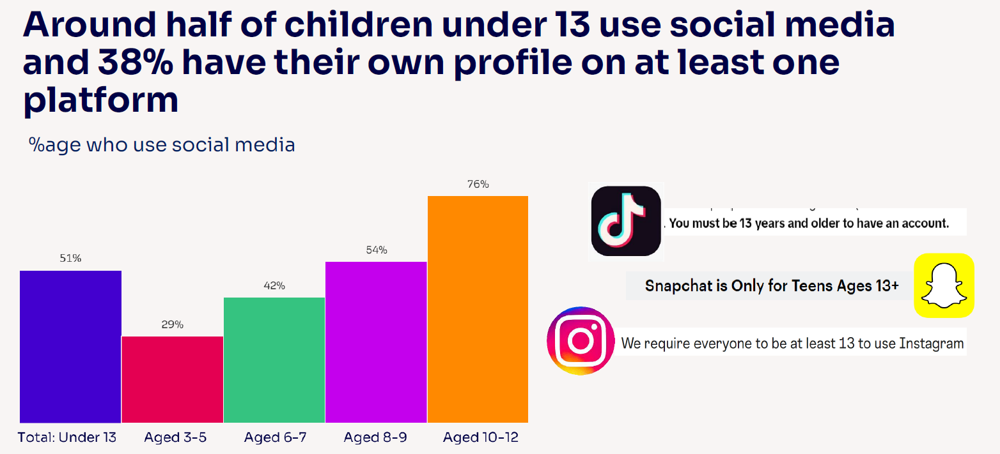 Around half of children under 13 use social media
and 38% have their own profile on at least one
platform
%age who use social media
51%
29%
42%
54%
76%
Total: Under 13
Aged 3-5
Aged 6-7
Aged 8-9
Aged 10-12
. You must be 13 years and older to have an account.
Snapchat is Only for Teens Ages 13+
We require everyone to be at least 13 to use Instagram